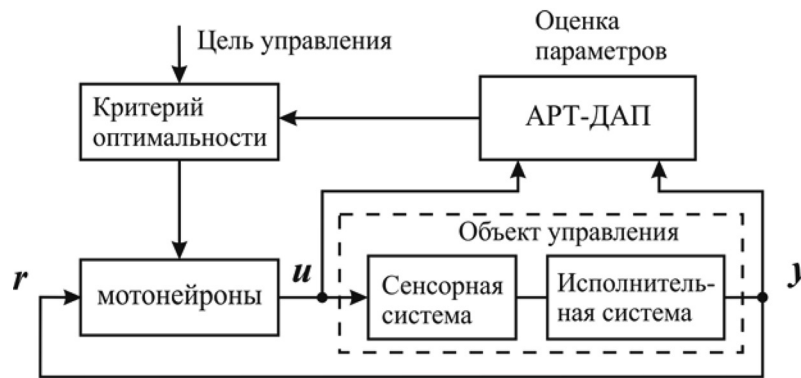 Оценка
параметров
Цель управления
Критерий
оптимальности
АРТ-ДАП
Объект управления
r
мотонейроны
u
Сенсорная
система
Исполнитель-
ная система
y